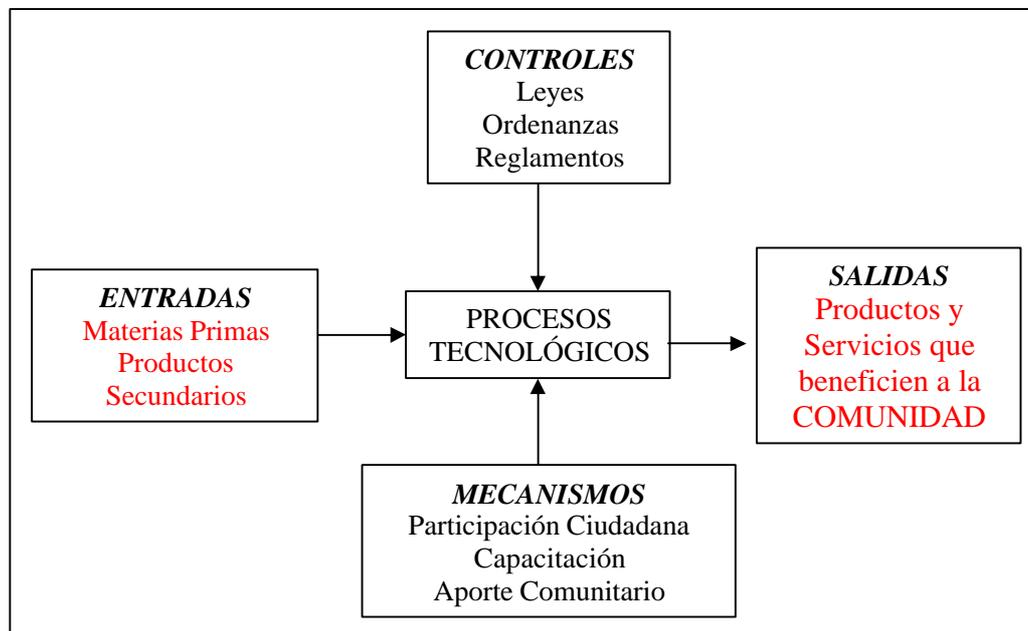 CONTROLES
Leyes
Ordenanzas
Reglamentos
ENTRADAS
Materias Primas
Productos
Secundarios
PROCESOS
TECNOLÓGICOS
SALIDAS
Productos y
Servicios que
beneficien a la
COMUNIDAD
MECANISMOS
Participación Ciudadana
Capacitación
Aporte Comunitario